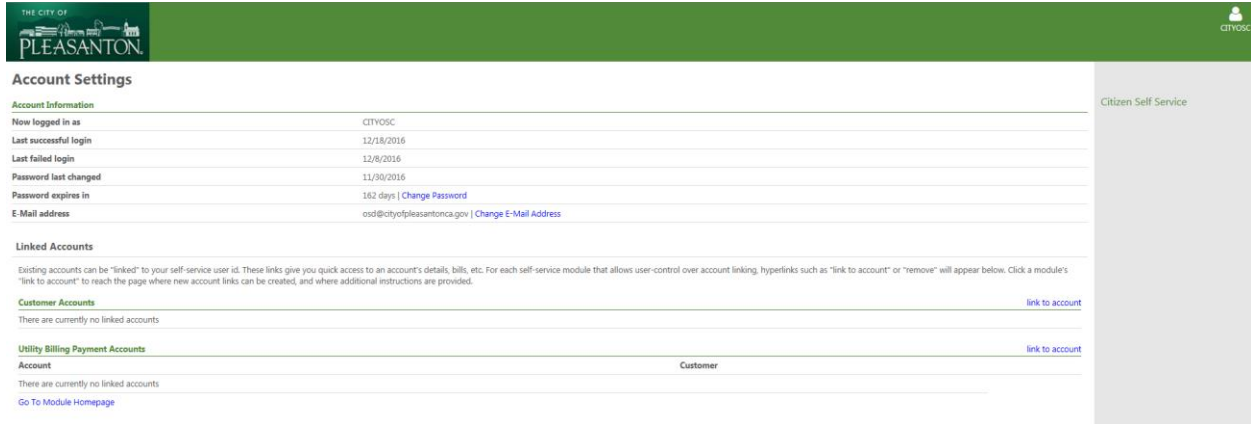 THE CITY OF
PLEASANTON.
CITYOSC
Account Settings
Citizen Self Service
Account Information
Now logged in as CITYOSC
Last successful login 12/18/2016
Last failed login 12/8/2016
Password last changed 11/30/2016
Password expires in 162 days | Change Password
E-Mail address osd@cityofpleasantonca.gov | Change E-Mail Address
Linked Accounts
Existing accounts can be "linked" to your self-service user id. These links give you quick access to an account's details, bills, etc. For each self-service module that allows user-control over account linking, hyperlinks such as "link to account" or "remove" will appear below. Click a module's
"link to account" to reach the page where new account links can be created, and where additional instructions are provided.
Customer Accounts link to account
There are currently no linked accounts
Utility Billing Payment Accounts link to account
Account Customer
There are currently no linked accounts
Go To Module Homepage